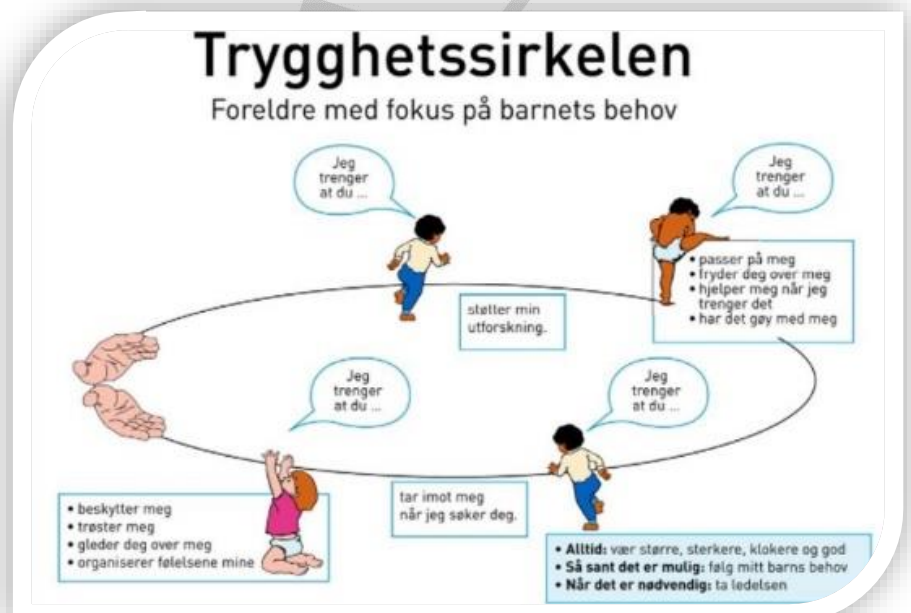 Trygghetssirkelen
Foreldre med fokus på barnets behov
Jeg
trenger
at du ...
Jeg
trenger
at du ...
• passer på meg
• fryder deg over meg
• hjelper meg når jeg
trenger det
• har det gøy med meg
støtter min
utforskning.
Jeg
trenger
at du ...
Jeg
trenger
at du ...
• beskytter meg
• trøster meg
• gleder deg over meg
• organiserer følelsene mine
tar imot meg
når jeg søker deg.
• Alltid: vær større, sterkere, klokere og god
• Så sant det er mulig: følg mitt barns behov
• Når det er nødvendig: ta ledelsen